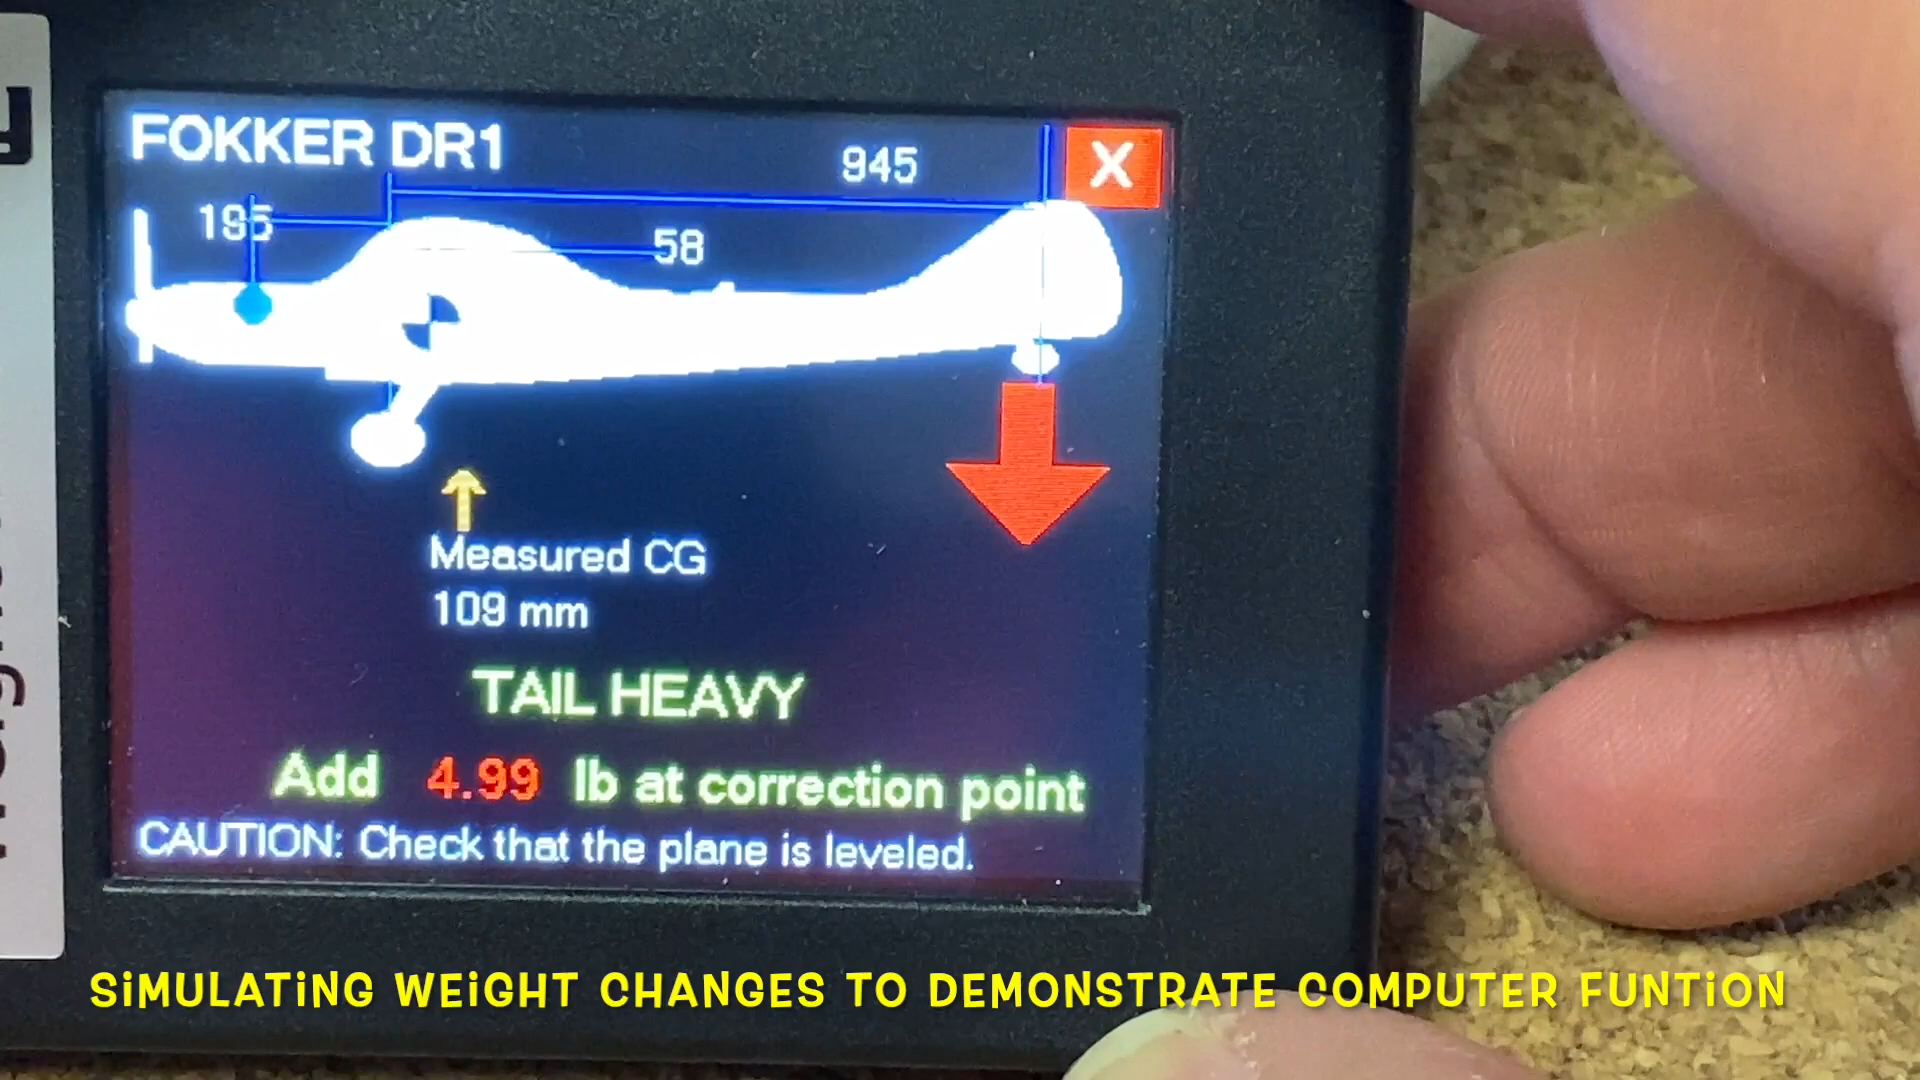 FOKKER DR1
945
X
195
58
Measured CG
109 mm
TAIL HEAVY
Add 4.99 lb at correction point
CAUTION: Check that the plane is leveled.
SiMULATiNG WEiGHT CHANGES TO DEMONSTRATE COMPUTER FUNTiON